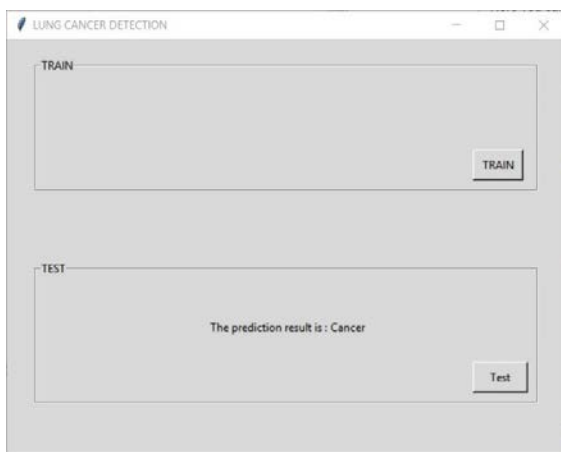 LUNG CANCER DETECTION
TRAIN
TRAIN
TEST
The prediction result is : Cancer
Test